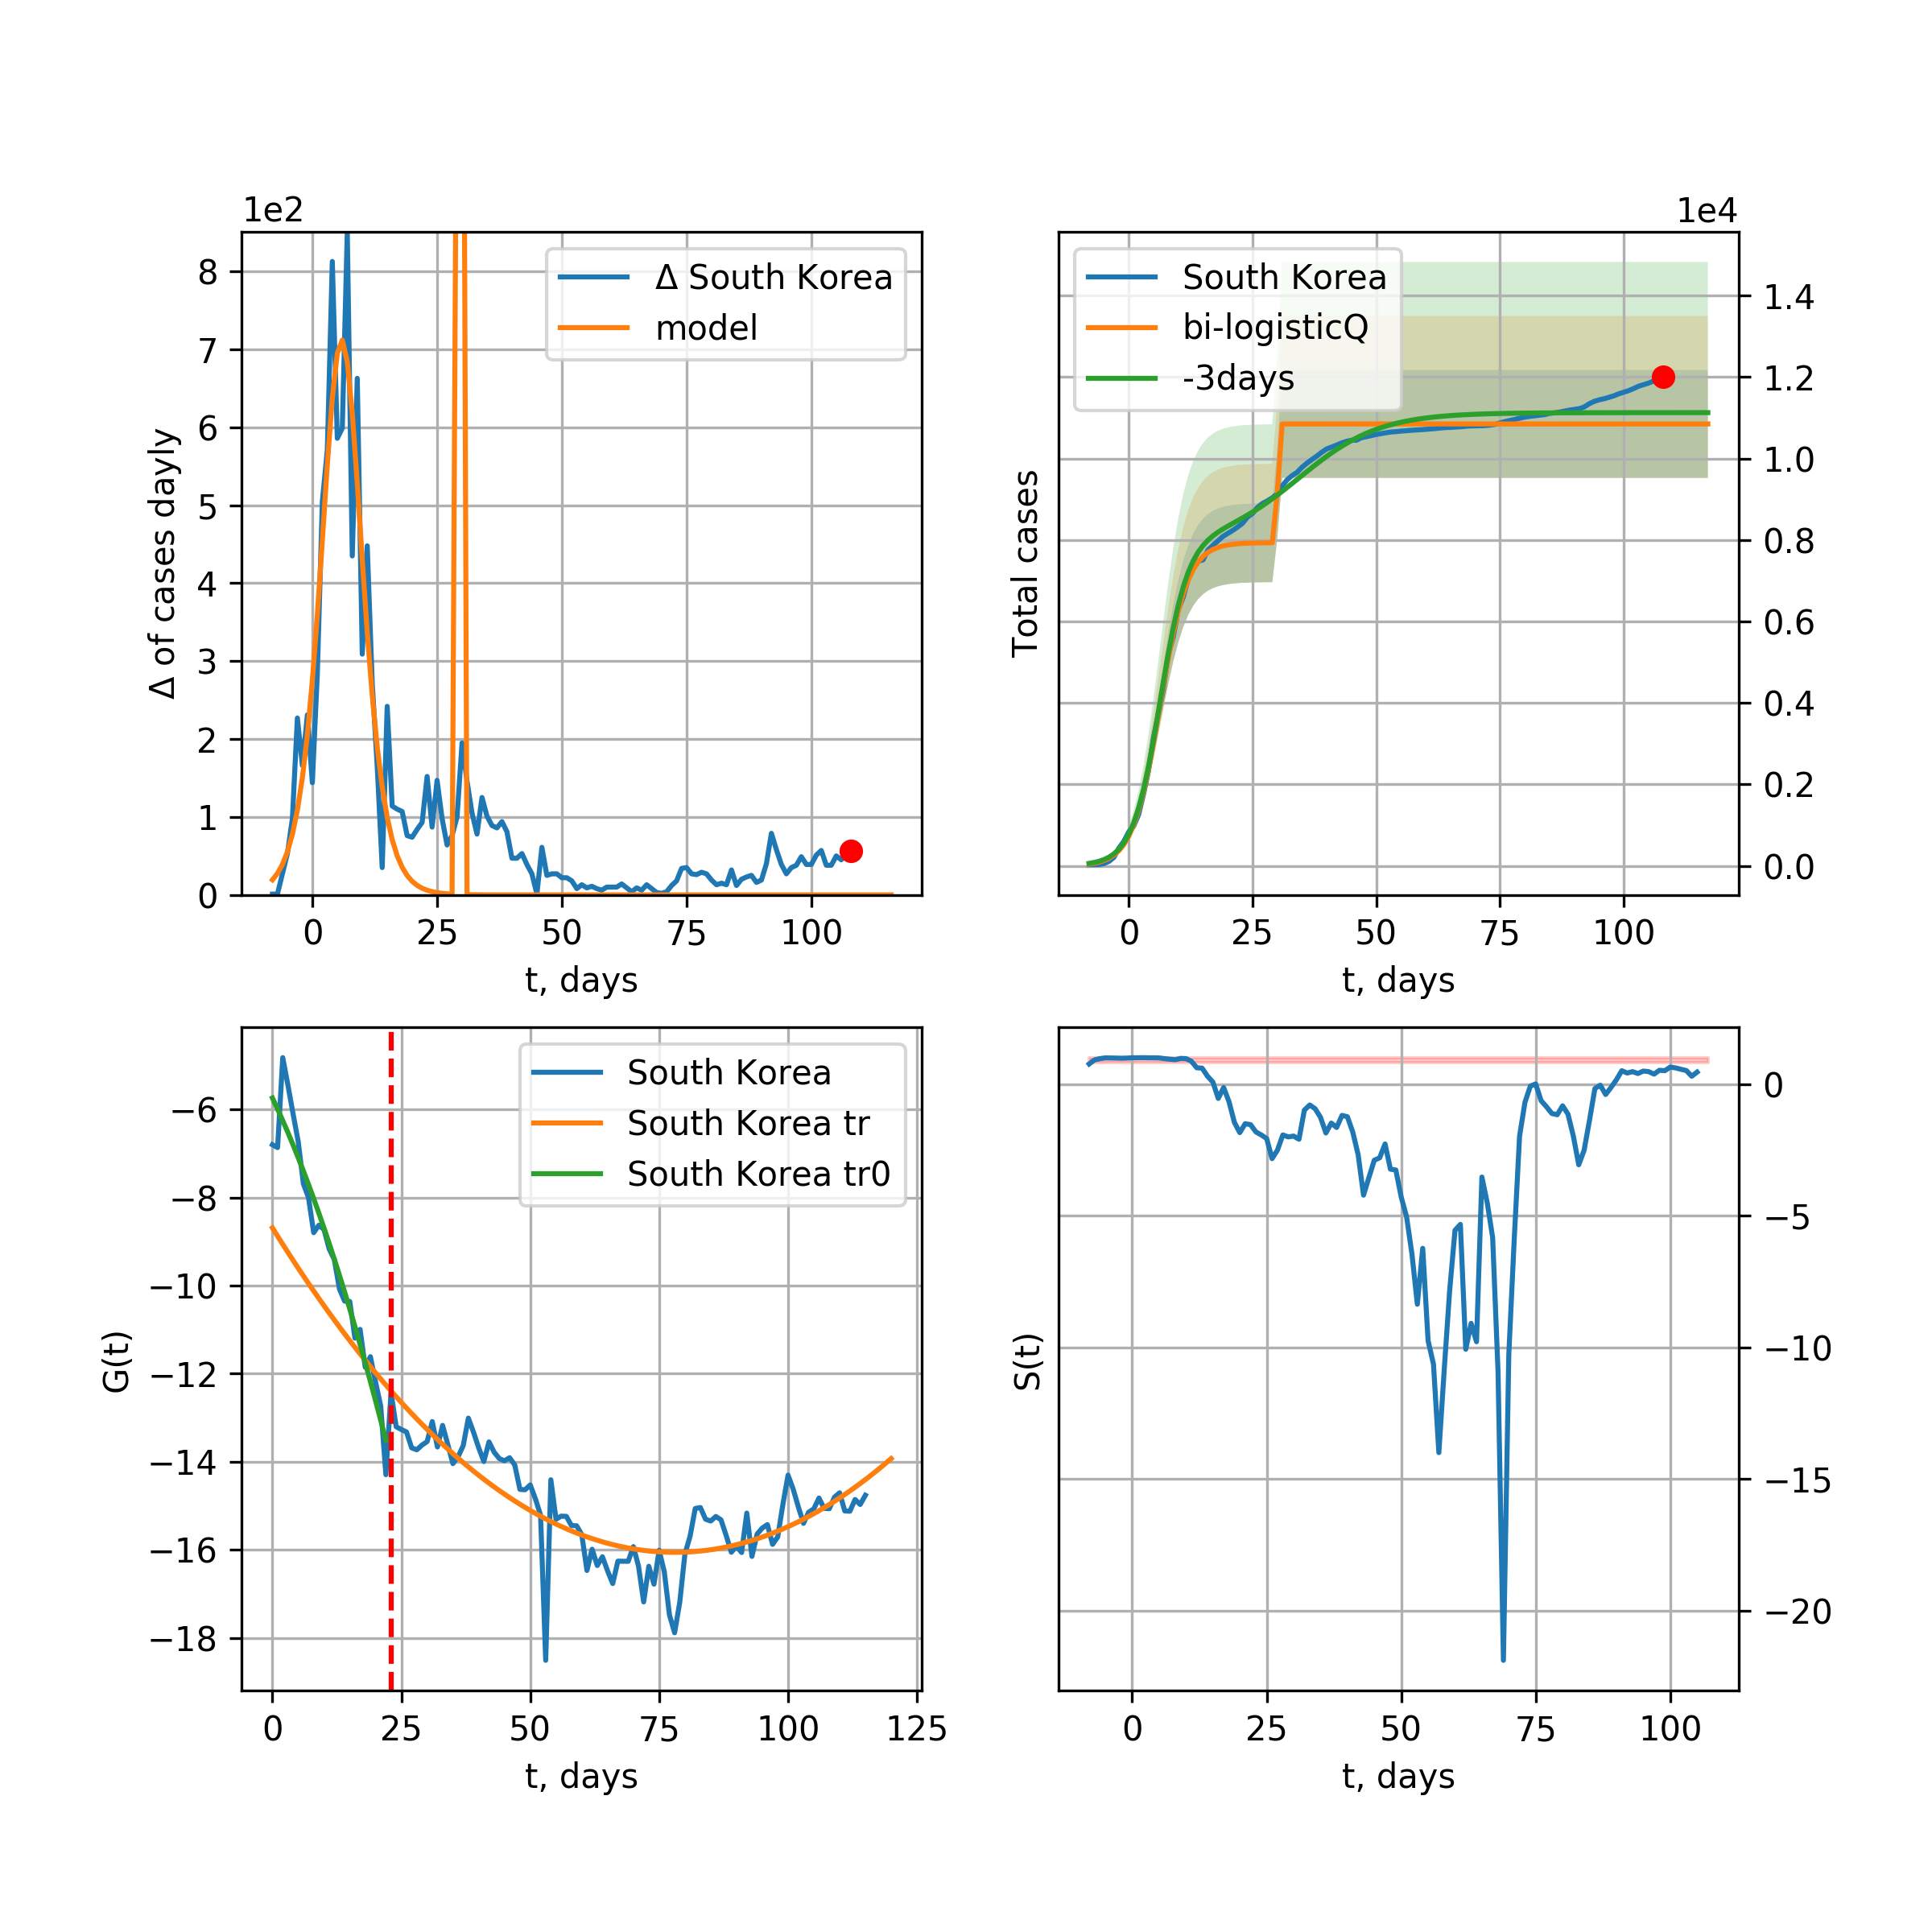 1e2
Δ of cases dayly
8
7
6
5
4
3
2
1
0
Δ South Korea
model
0 25 50 75 100
t, days
1e4
Total cases
South Korea
bi-logisticQ
-3days
1.4
1.2
1.0
0.8
0.6
0.4
0.2
0.0
0 25 50 75 100
t, days
G(t)
−6
−8
−10
−12
−14
−16
−18
South Korea
South Korea tr
South Korea tr0
0 25 50 75 100 125
t, days
S(t)
0
−5
−10
−15
−20
0 25 50 75 100
t, days